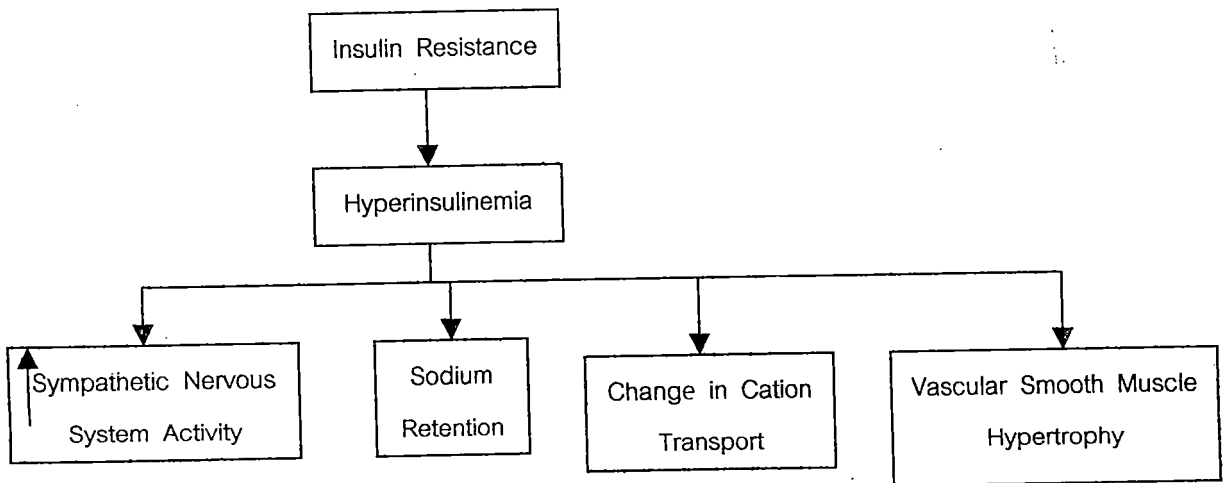 Insulin Resistance
Hyperinsulinemia
Sympathetic Nervous
System Activity
Sodium
Retention
Change in Cation
Transport
Vascular Smooth Muscle
Hypertrophy